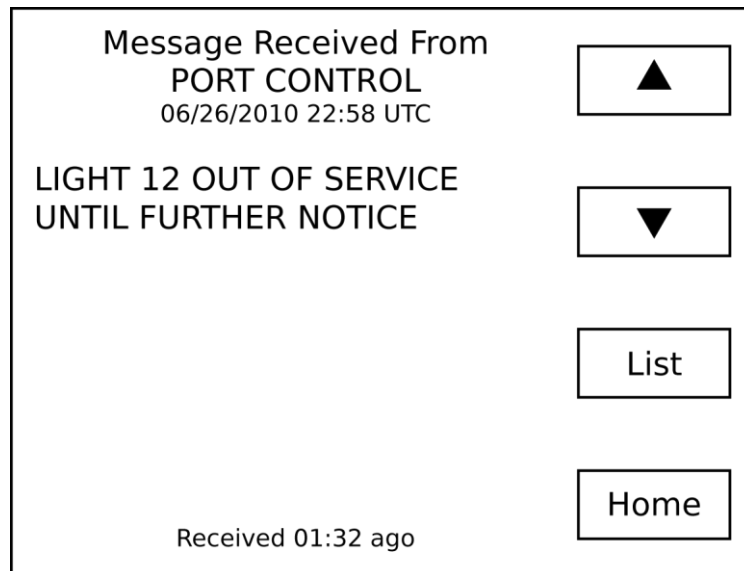 Message Received From
PORT CONTROL
06/26/2010 22:58 UTC
LIGHT 12 OUT OF SERVICE
UNTIL FURTHER NOTICE
Received 01:32 ago
▲
▼
List
Home